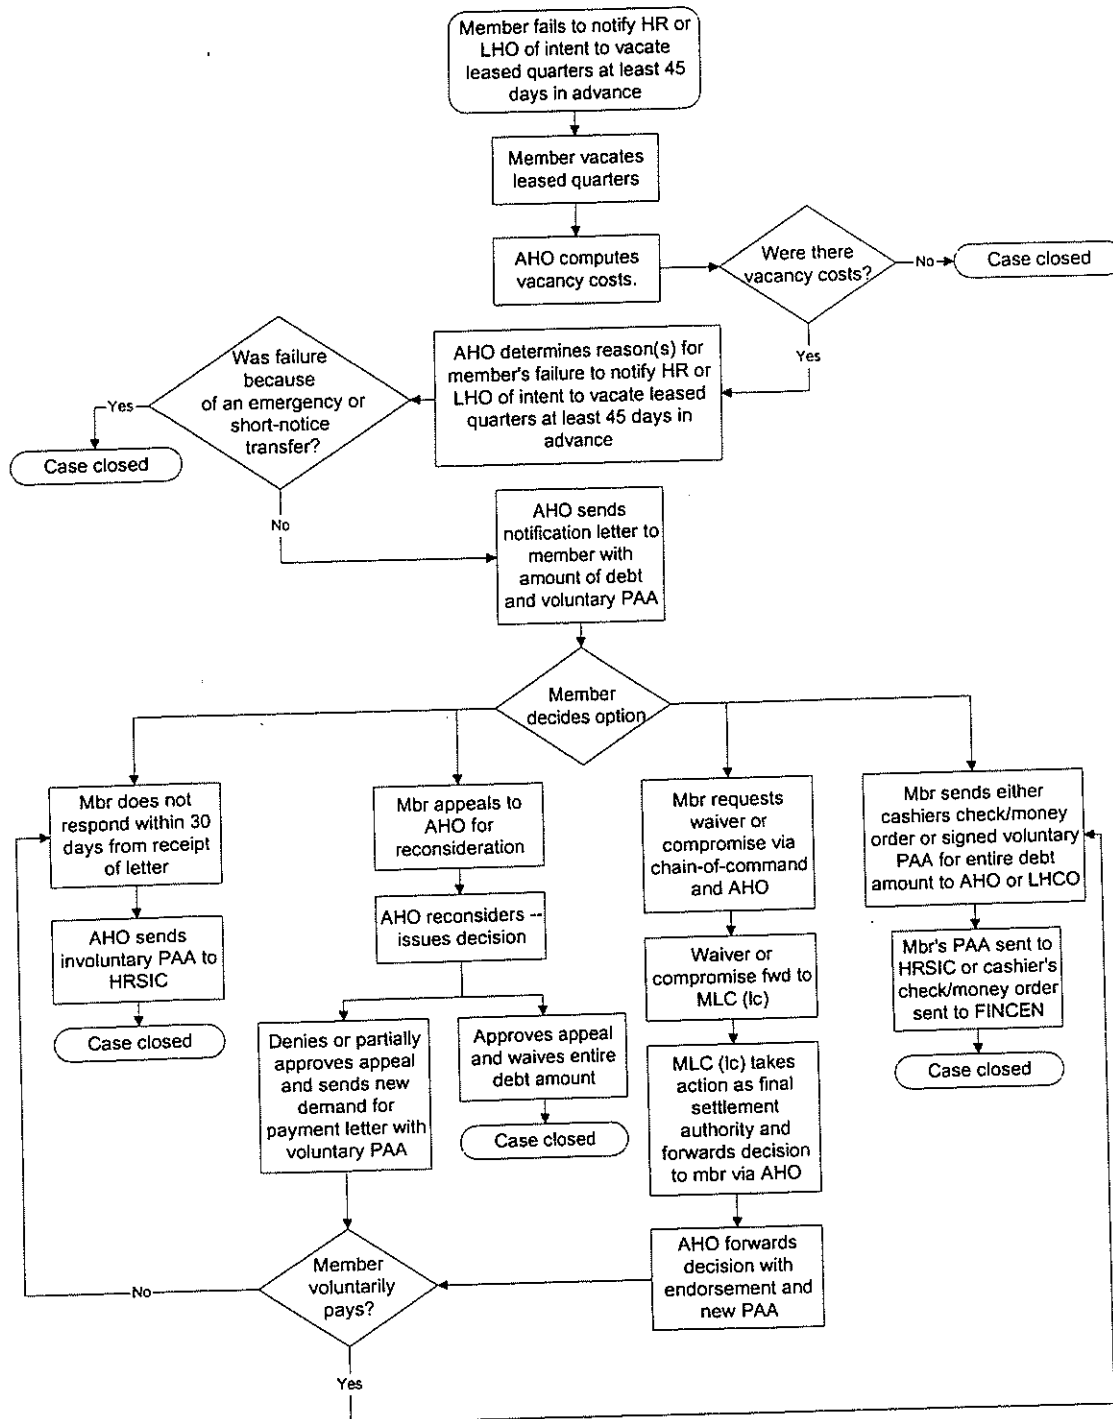 Member fails to notify HR or
LHO of intent to vacate
leased quarters at least 45
days in advance
Member vacates
leased quarters
AHO computes
vacancy costs.
Were there
vacancy costs?
No
Case closed
Yes
AHO determines reason(s) for
member's failure to notify HR or
LHO of intent to vacate leased
quarters at least 45 days in
advance
Was failure
because
of an emergency or
short-notice
transfer?
Yes
Case closed
No
AHO sends
notification letter to
member with
amount of debt
and voluntary PAA
Member
decides option
Mbr does not
respond within 30
days from receipt
of letter
AHO sends
involuntary PAA to
HRSIC
Case closed
Mbr appeals to
AHO for
reconsideration
AHO reconsiders --
issues decision
Denies or partially
approves appeal
and sends new
demand for
payment letter with
voluntary PAA
Approves appeal
and waives entire
debt amount
Case closed
Mbr requests
waiver or
compromise via
chain-of-command
and AHO
Waiver or
compromise fwd to
MLC (lc)
MLC (lc) takes
action as final
settlement
authority and
forwards decision
to mbr via AHO
AHO forwards
decision with
endorsement and
new PAA
Mbr sends either
cashiers check/money
order or signed voluntary
PAA for entire debt
amount to AHO or LHCO
Mbr's PAA sent to
HRSIC or cashier's
check/money order
sent to FINCEN
Case closed
Member
voluntarily
pays?
No
Yes